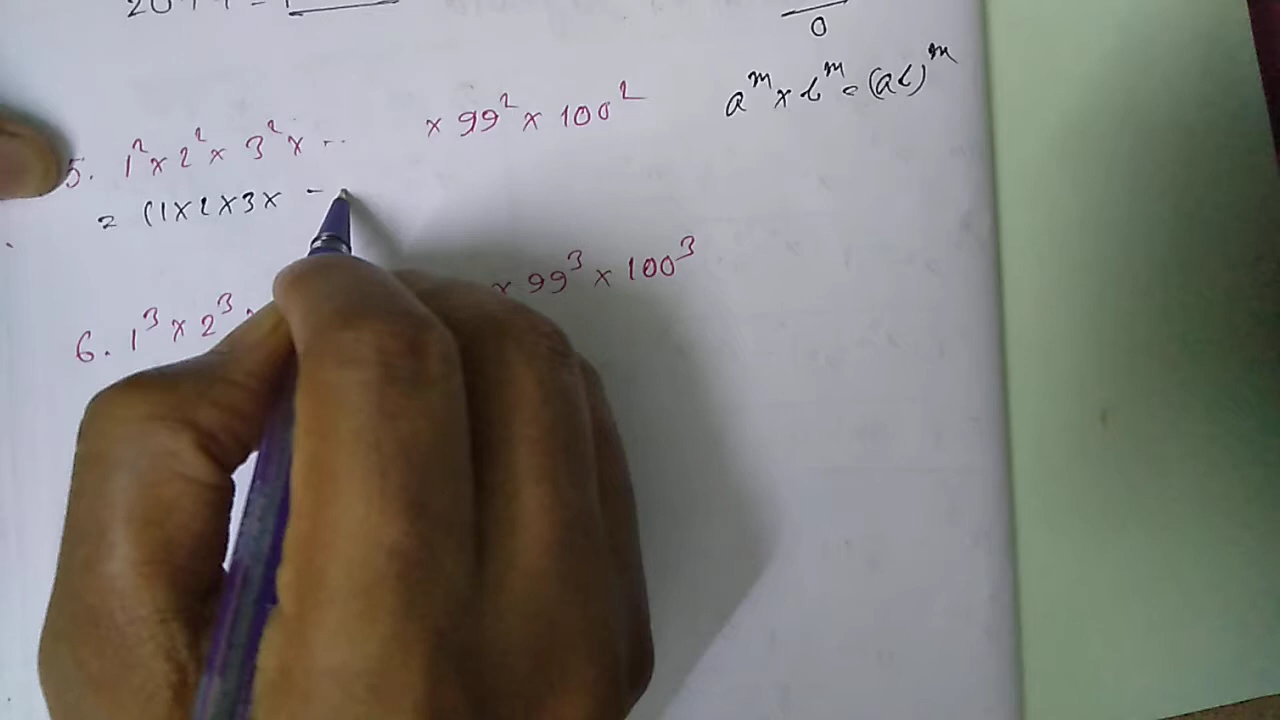 0
a^m × b^m = (ab)^m
5. 1² × 2² × 3² × ... × 99² × 100²
= (1×2×3× -
6. 1³ × 2³ × 99³ × 100³